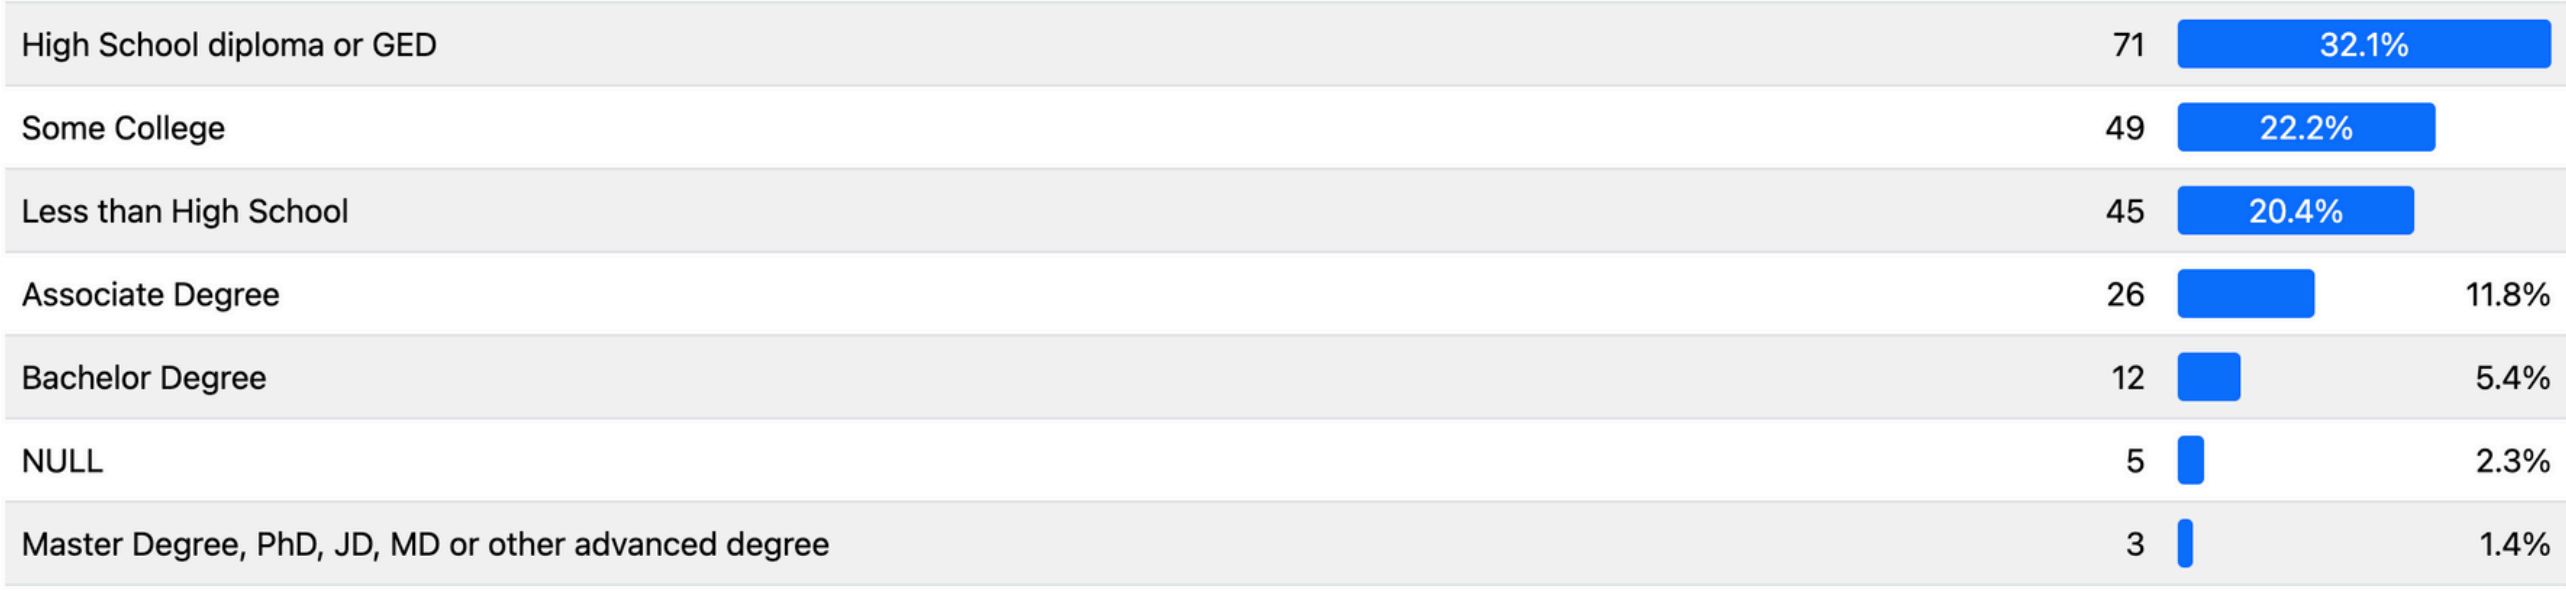 High School diploma or GED 71 32.1%
Some College 49 22.2%
Less than High School 45 20.4%
Associate Degree 26 11.8%
Bachelor Degree 12 5.4%
NULL 5 2.3%
Master Degree, PhD, JD, MD or other advanced degree 3 1.4%